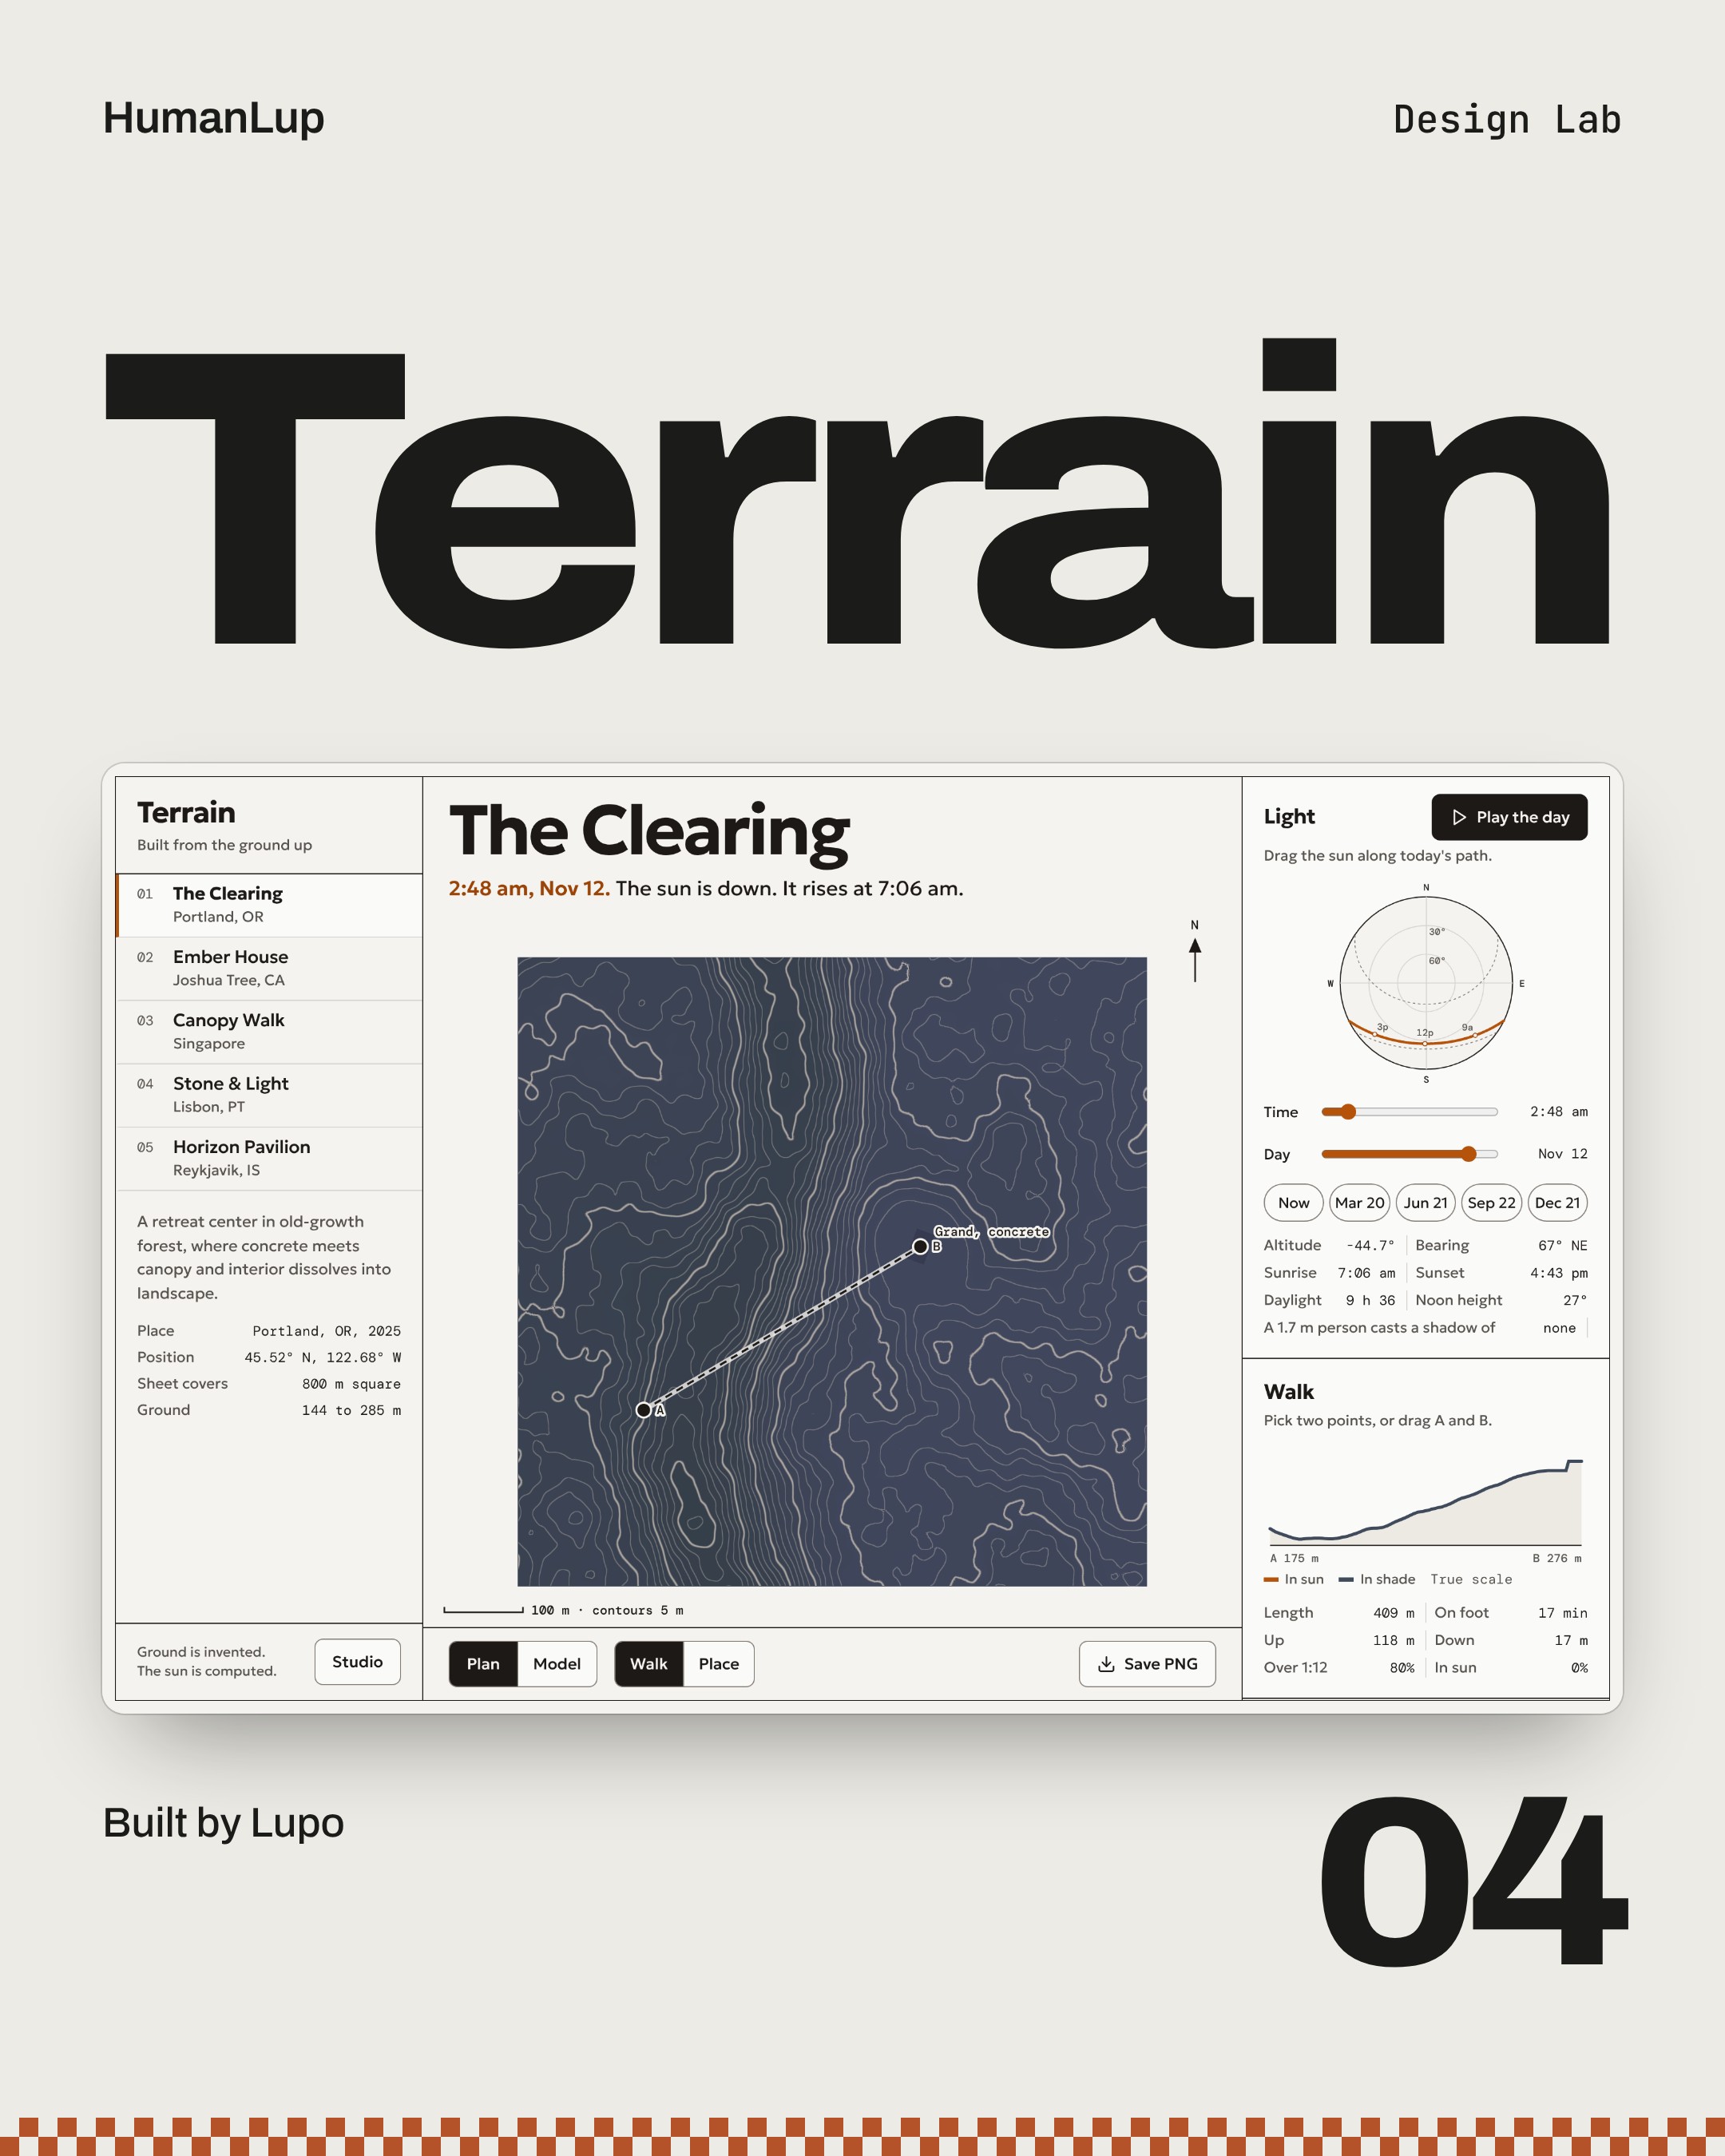 HumanLup
Design Lab
Terrain
Terrain
Built from the ground up
01 The Clearing
Portland, OR
02 Ember House
Joshua Tree, CA
03 Canopy Walk
Singapore
04 Stone & Light
Lisbon, PT
05 Horizon Pavilion
Reykjavik, IS
A retreat center in old-growth
forest, where concrete meets
canopy and interior dissolves into
landscape.
Place Portland, OR, 2025
Position 45.52° N, 122.68° W
Sheet covers 800 m square
Ground 144 to 285 m
Ground is invented.
The sun is computed.
Studio
The Clearing
2:48 am, Nov 12. The sun is down. It rises at 7:06 am.
N
Grand, concrete
B
A
100 m · contours 5 m
Plan Model Walk Place Save PNG
Light
Play the day
Drag the sun along today's path.
N
30°
60°
W E
3p 12p 9a
S
Time 2:48 am
Day Nov 12
Now Mar 20 Jun 21 Sep 22 Dec 21
Altitude -44.7° Bearing 67° NE
Sunrise 7:06 am Sunset 4:43 pm
Daylight 9 h 36 Noon height 27°
A 1.7 m person casts a shadow of none
Walk
Pick two points, or drag A and B.
A 175 m B 276 m
In sun In shade True scale
Length 409 m On foot 17 min
Up 118 m Down 17 m
Over 1:12 80% In sun 0%
Built by Lupo
04